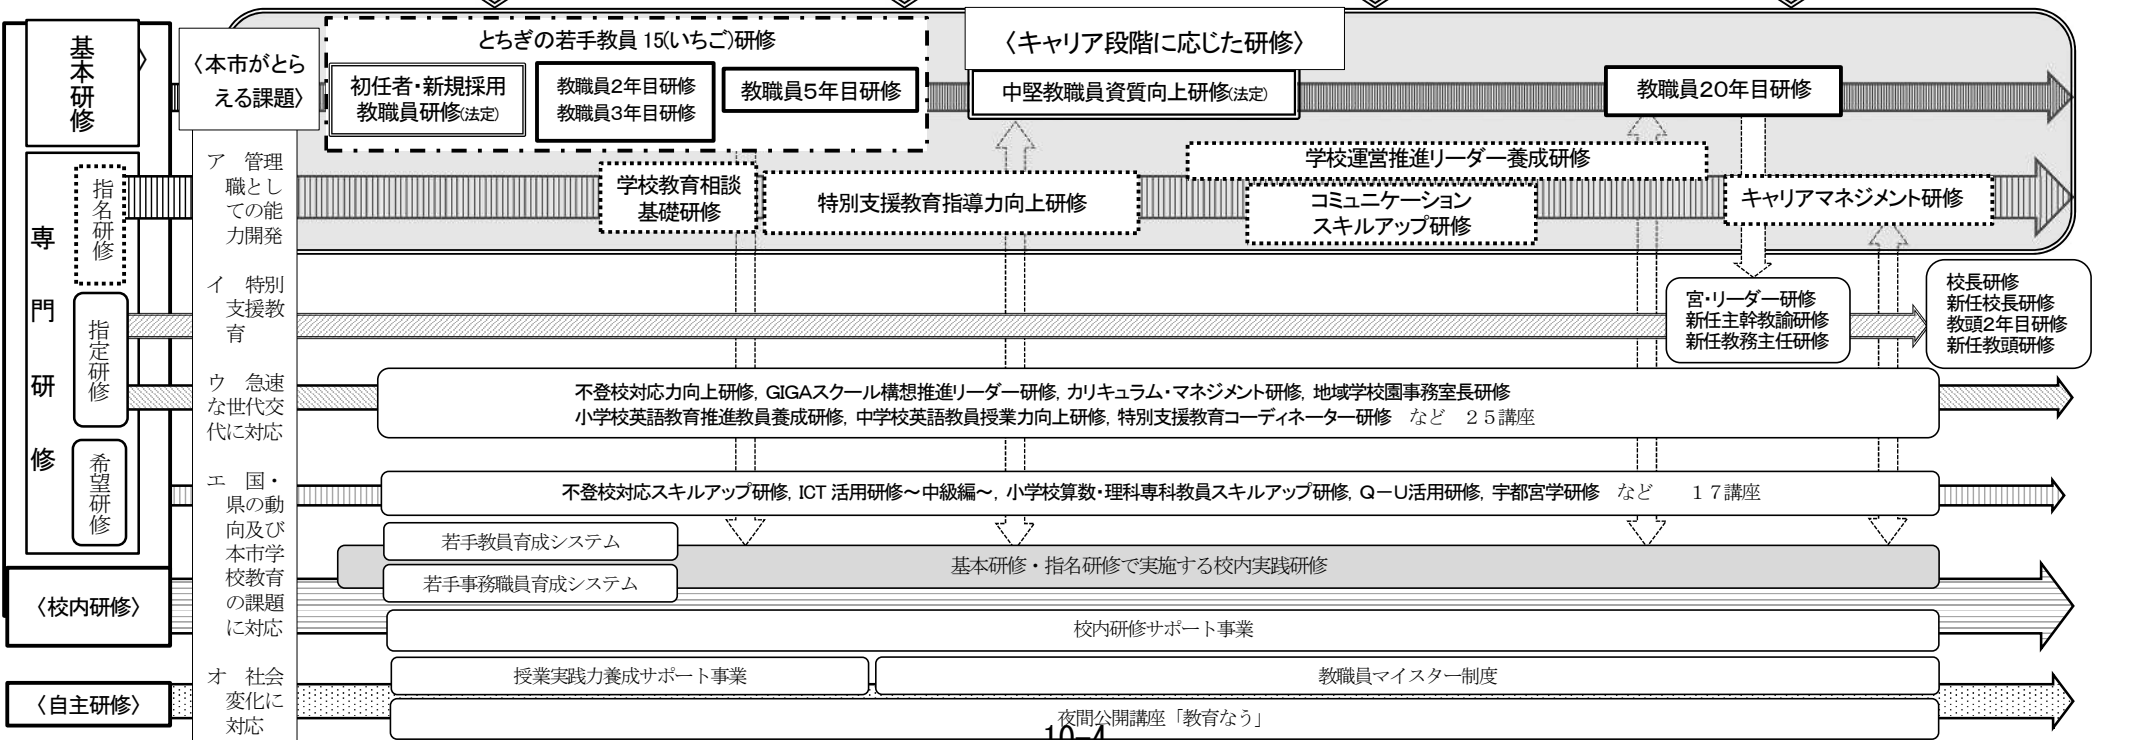 基本研修
〉
〈本市がとら
える課題〉
とちぎの若手教員15(いちご)研修
初任者・新規採用
教職員研修(法定)
教職員2年目研修
教職員3年目研修
教職員5年目研修
〈キャリア段階に応じた研修〉
中堅教職員資質向上研修(法定)
教職員20年目研修
専門研修
指名研修
指定研修
希望研修
ア 管理
職とし
ての能
力開発
イ 特別
支援教
育
ウ 急速
な世代交
代に対応
エ 国・
県の動
向及び
本市学
校教育
の課題
に対応
オ 社会
変化に
対応
学校教育相談
基礎研修
特別支援教育指導力向上研修
学校運営推進リーダー養成研修
コミュニケーション
スキルアップ研修
キャリアマネジメント研修
宮・リーダー研修
新任主幹教諭研修
新任教務主任研修
校長研修
新任校長研修
教頭2年目研修
新任教頭研修
不登校対応力向上研修, GIGAスクール構想推進リーダー研修, カリキュラム・マネジメント研修, 地域学校園事務室長研修
小学校英語教育推進教員養成研修, 中学校英語教員授業力向上研修, 特別支援教育コーディネーター研修 など 25講座
不登校対応スキルアップ研修, ICT 活用研修～中級編～, 小学校算数・理科専科教員スキルアップ研修, Q－U活用研修, 宇都宮学研修 など 17講座
若手教員育成システム
若手事務職員育成システム
基本研修・指名研修で実施する校内実践研修
〈校内研修〉
校内研修サポート事業
授業実践力養成サポート事業
教職員マイスター制度
〈自主研修〉
夜間公開講座「教育なう」
10-4